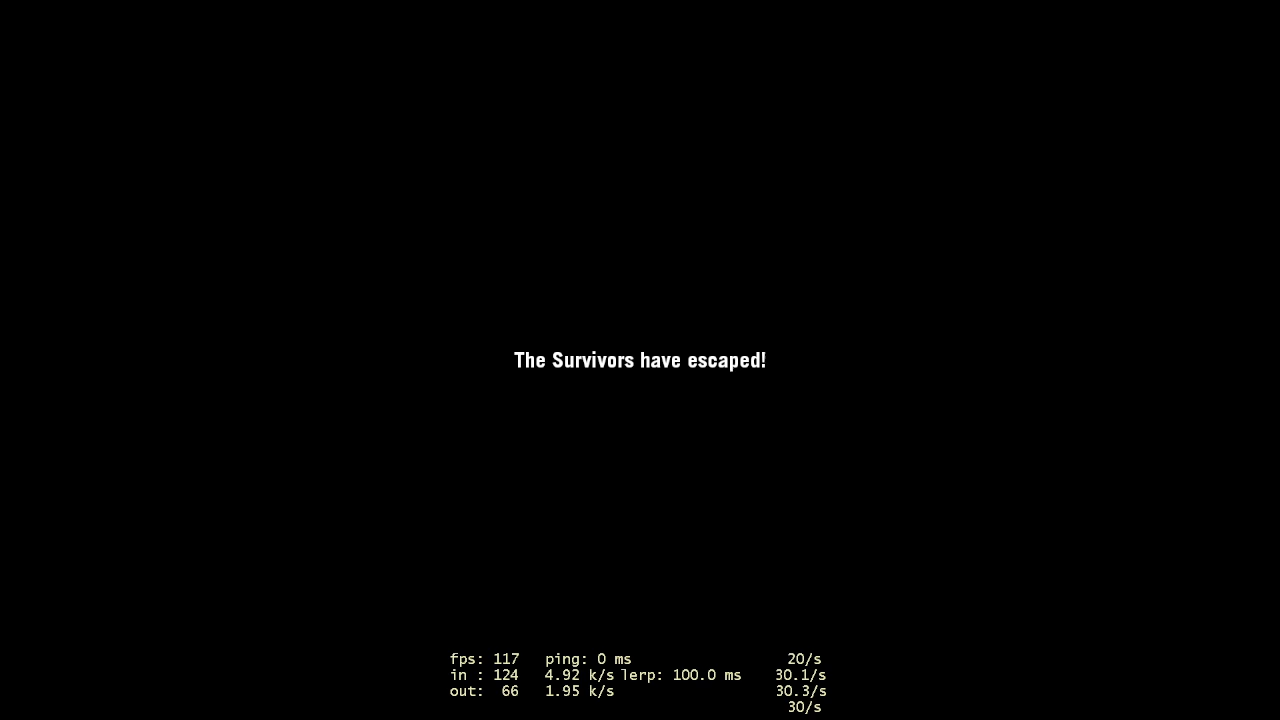 The Survivors have escaped!
fps: 117 ping: 0 ms 20/s
in : 124 4.92 k/s lerp: 100.0 ms 30.1/s
out: 66 1.95 k/s 30.3/s
30/s